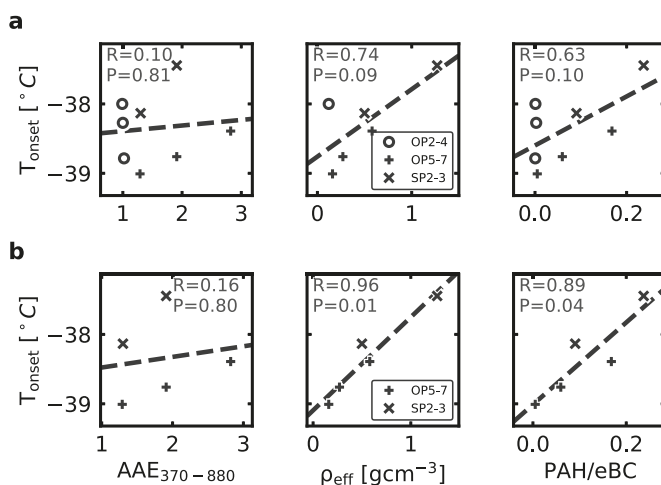 a
R=0.10
P=0.81
R=0.74
P=0.09
R=0.63
P=0.10
T_onset [°C]
−38
−39
1 2 3
0 1
0.0 0.2
OP2-4
OP5-7
SP2-3
b
R=0.16
P=0.80
R=0.96
P=0.01
R=0.89
P=0.04
T_onset [°C]
−38
−39
1 2 3
0 1
0.0 0.2
OP5-7
SP2-3
AAE₃₇₀₋₈₈₀
ρ_eff [gcm⁻³]
PAH/eBC